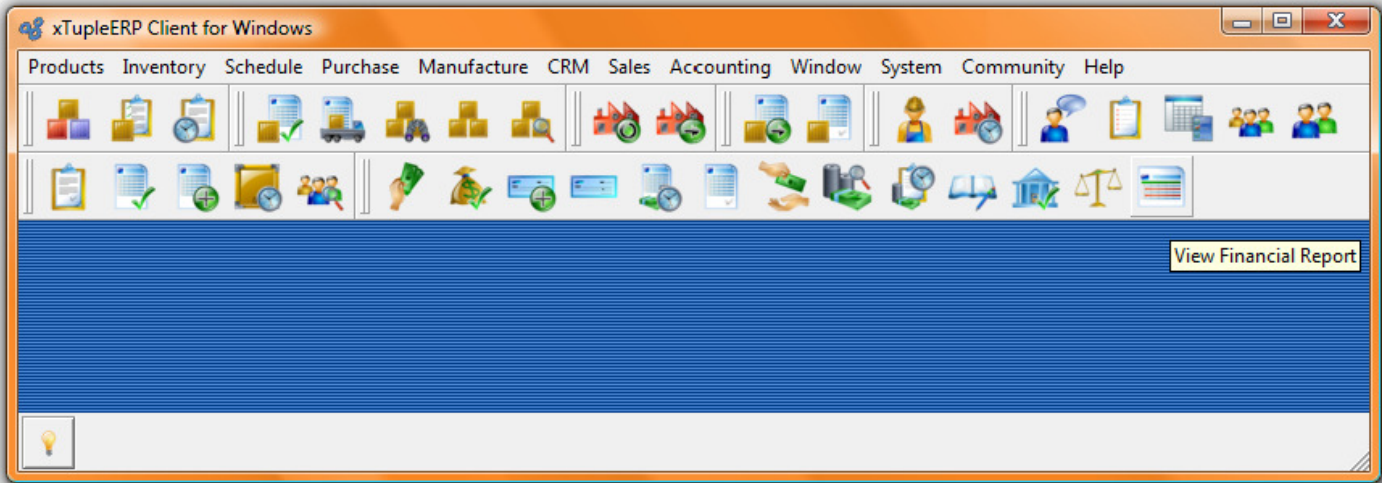 xTupleERP Client for Windows
Products Inventory Schedule Purchase Manufacture CRM Sales Accounting Window System Community Help
View Financial Report